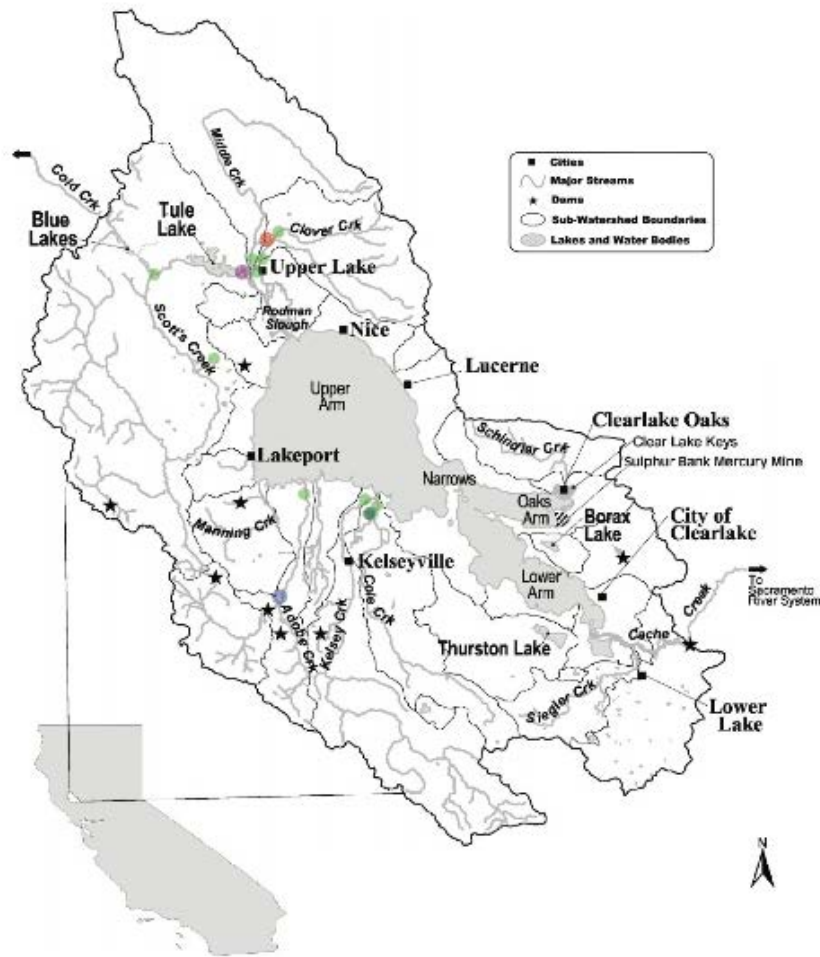 Middle Crk
Cold Crk
Cities
Major Streams
Dams
Sub-Watershed Boundaries
Lakes and Water Bodies
Blue
Lakes
Tule
Lake
Clover Crk
Upper Lake
Rodman
Slough
Scott's Creek
Nice
Lucerne
Upper
Arm
Clearlake Oaks
Schindler Crk
Clear Lake Keys
Sulphur Bank Mercury Mine
Lakeport
Narrows
Oaks
Arm
Borax
Lake
City of
Clearlake
Manning Crk
Kelseyville
Lower
Arm
To
Sacramento
River System
Adobe Crk
Kelsey Crk
Cole Crk
Thurston Lake
Cache Creek
Siegler Crk
Lower
Lake
N